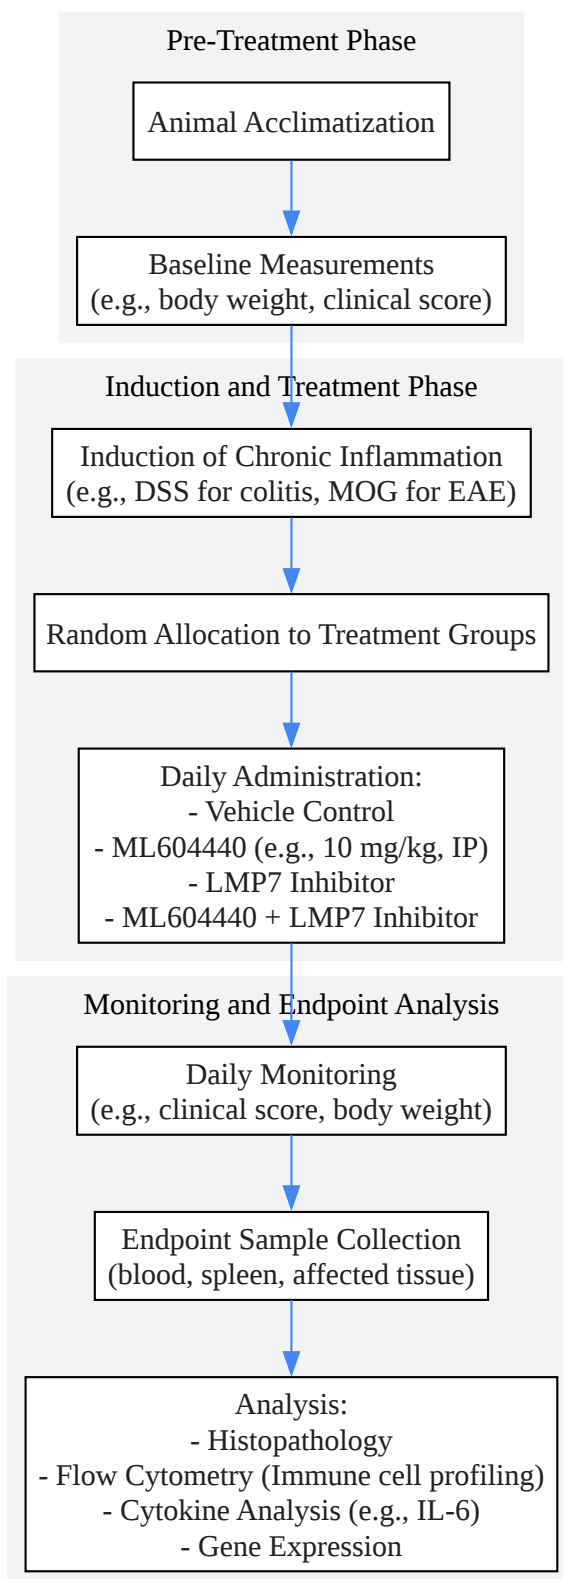 Pre-Treatment Phase
Animal Acclimatization
Baseline Measurements
(e.g., body weight, clinical score)
Induction and Treatment Phase
Induction of Chronic Inflammation
(e.g., DSS for colitis, MOG for EAE)
Random Allocation to Treatment Groups
Daily Administration:
- Vehicle Control
- ML604440 (e.g., 10 mg/kg, IP)
- LMP7 Inhibitor
- ML604440 + LMP7 Inhibitor
Monitoring and Endpoint Analysis
Daily Monitoring
(e.g., clinical score, body weight)
Endpoint Sample Collection
(blood, spleen, affected tissue)
Analysis:
- Histopathology
- Flow Cytometry (Immune cell profiling)
- Cytokine Analysis (e.g., IL-6)
- Gene Expression